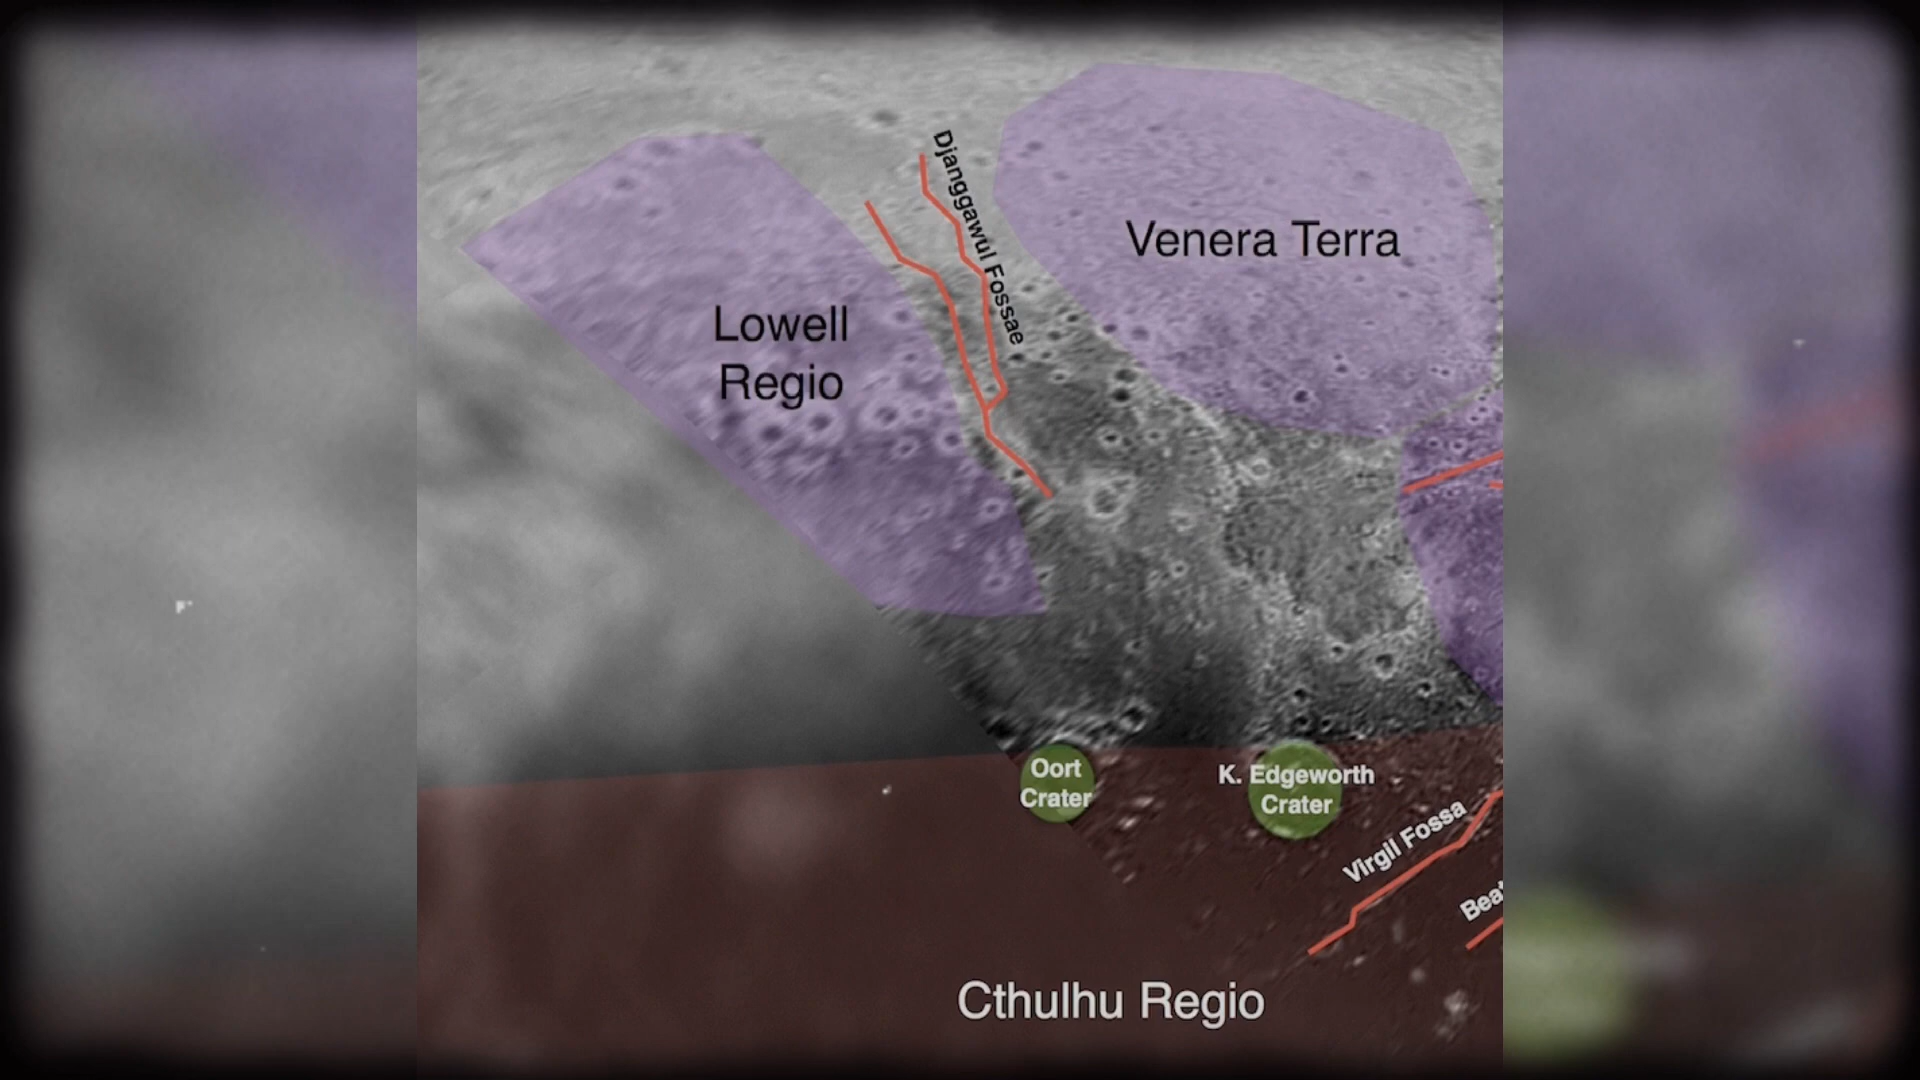 Djanggawul Fossae
Venera Terra
Lowell
Regio
Oort
Crater
K. Edgeworth
Crater
Virgil Fossa
Cthulhu Regio